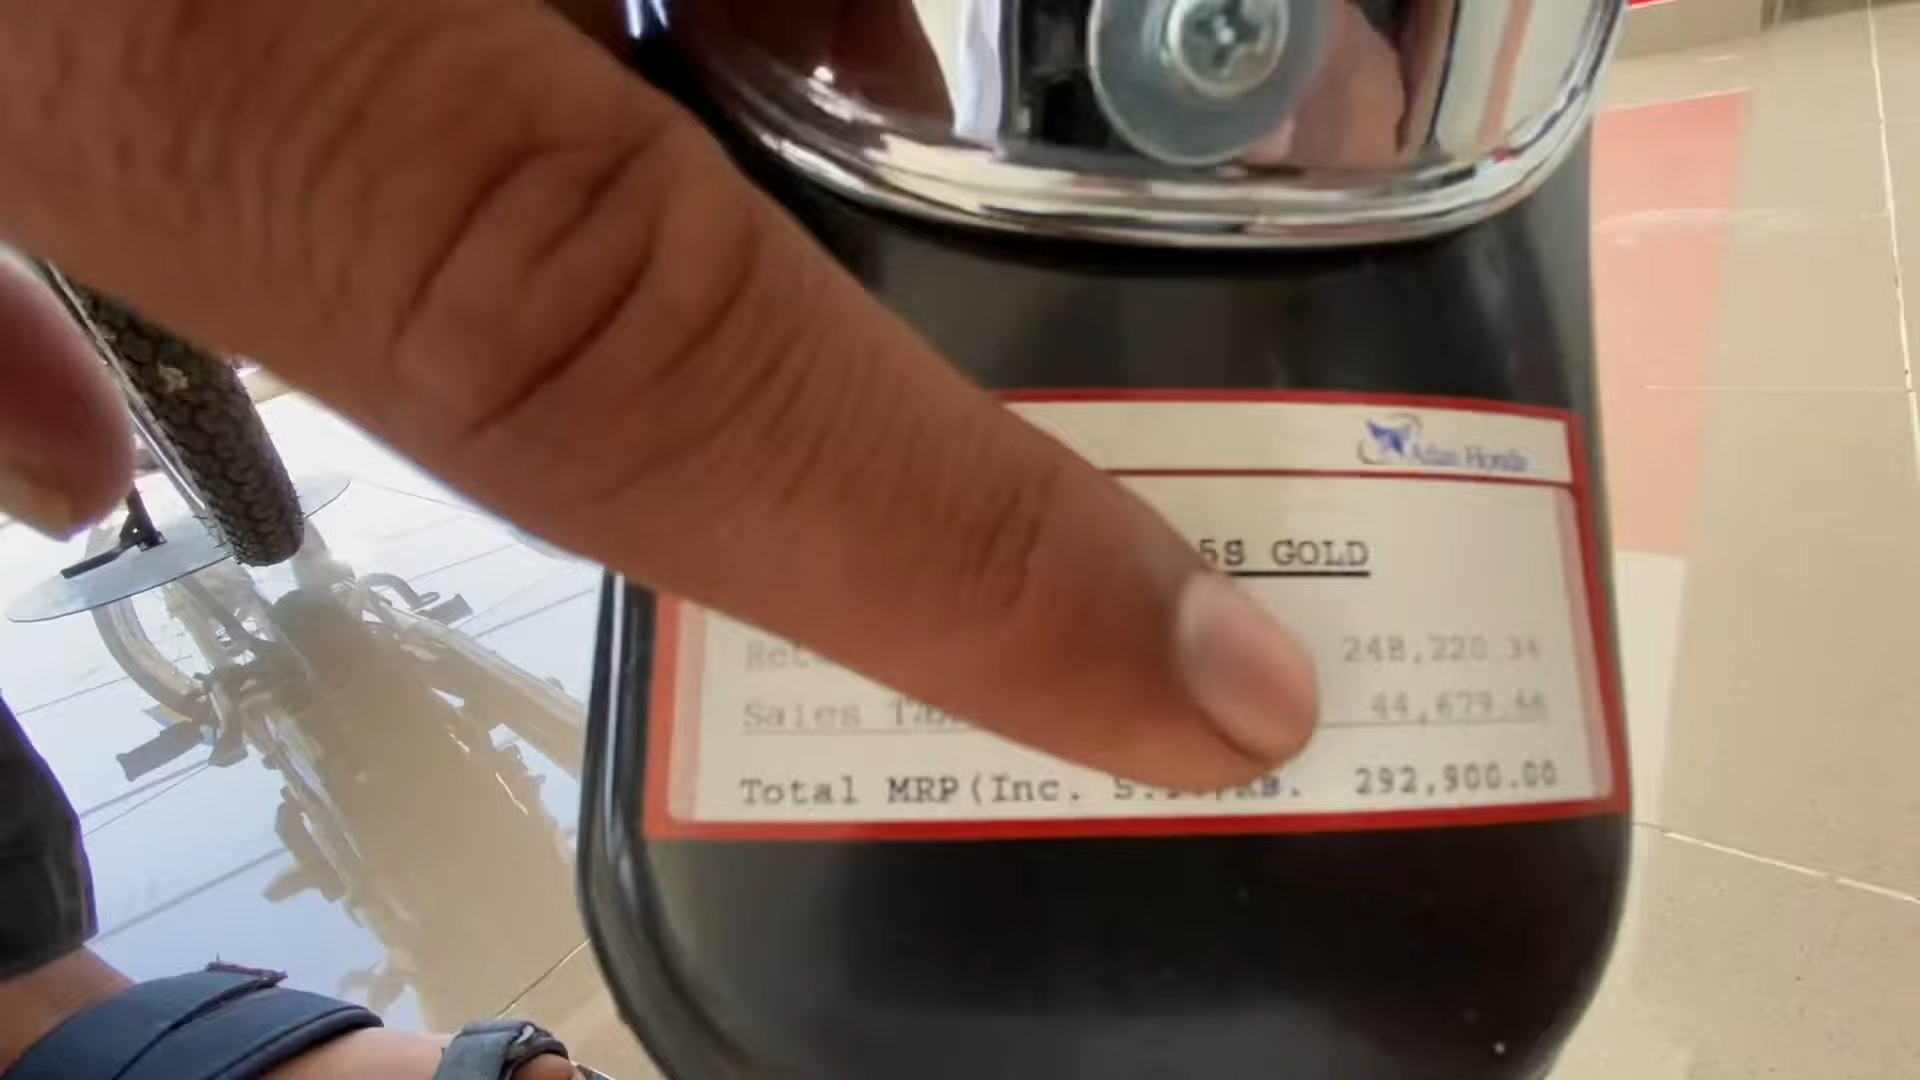 Atlas Honda
5S GOLD
248,220.34
Sales 44,679.66
Total MRP(Inc. 292,900.00